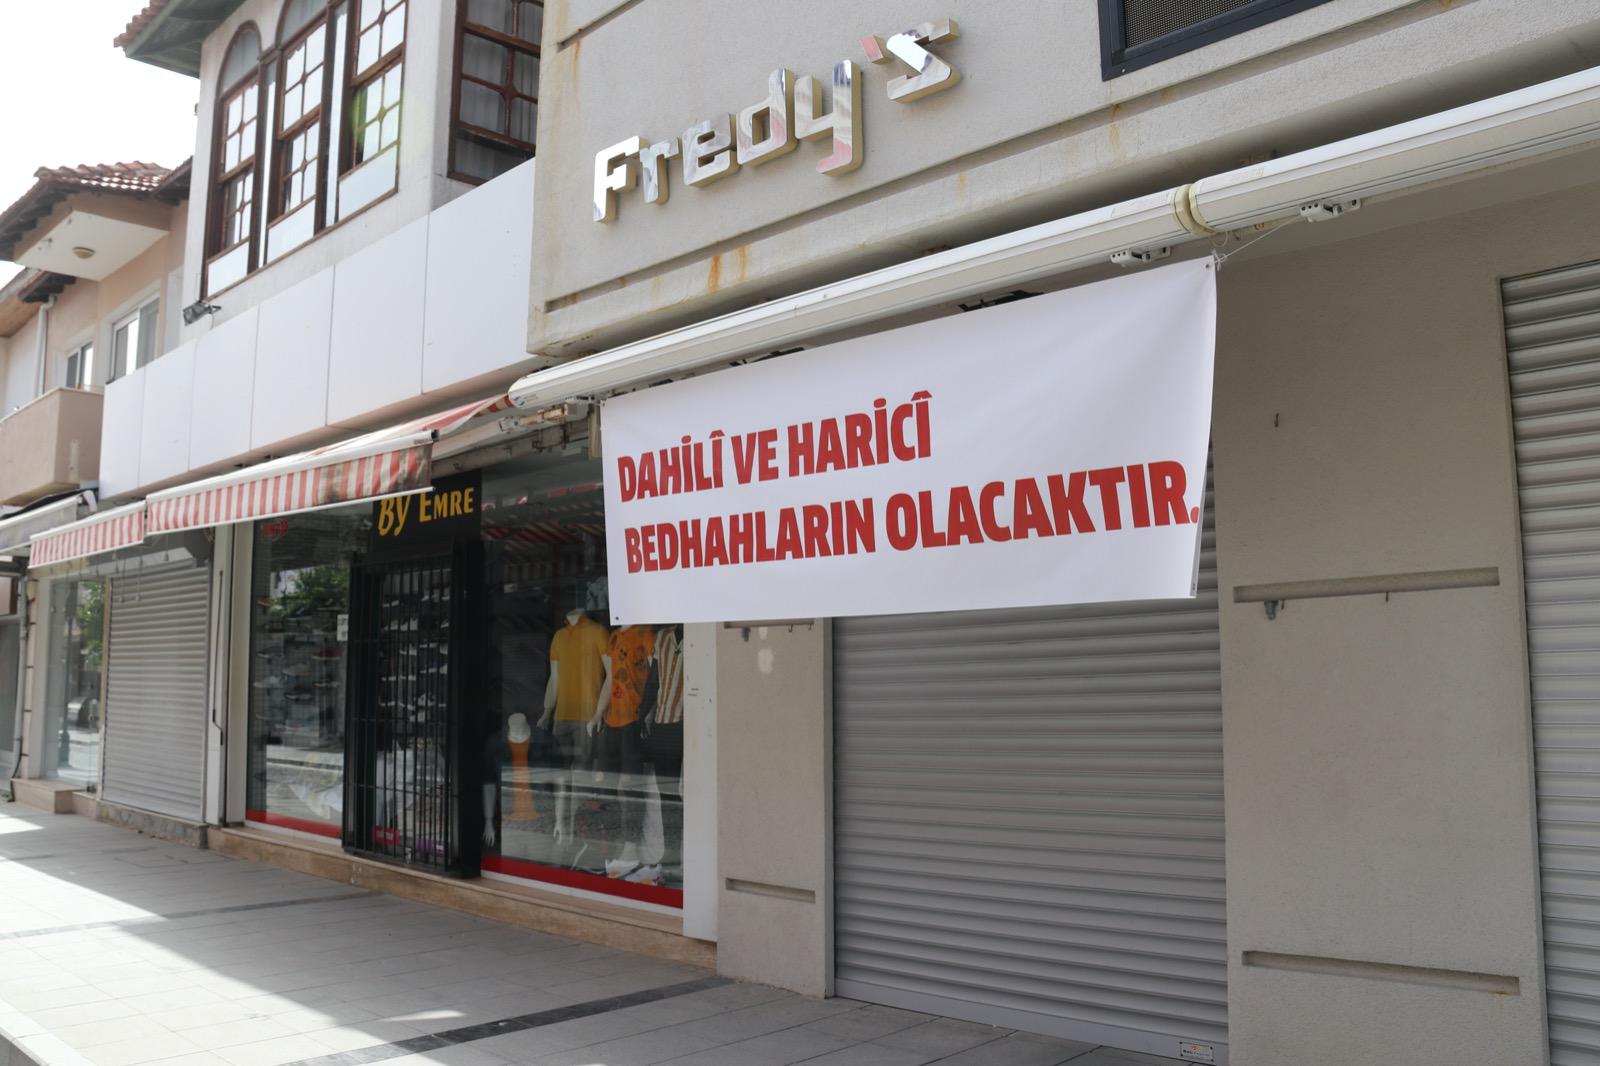 Fredy's
DAHİLÎ VE HARİCÎ
BEDHAHLARIN OLACAKTIR.
By EMRE